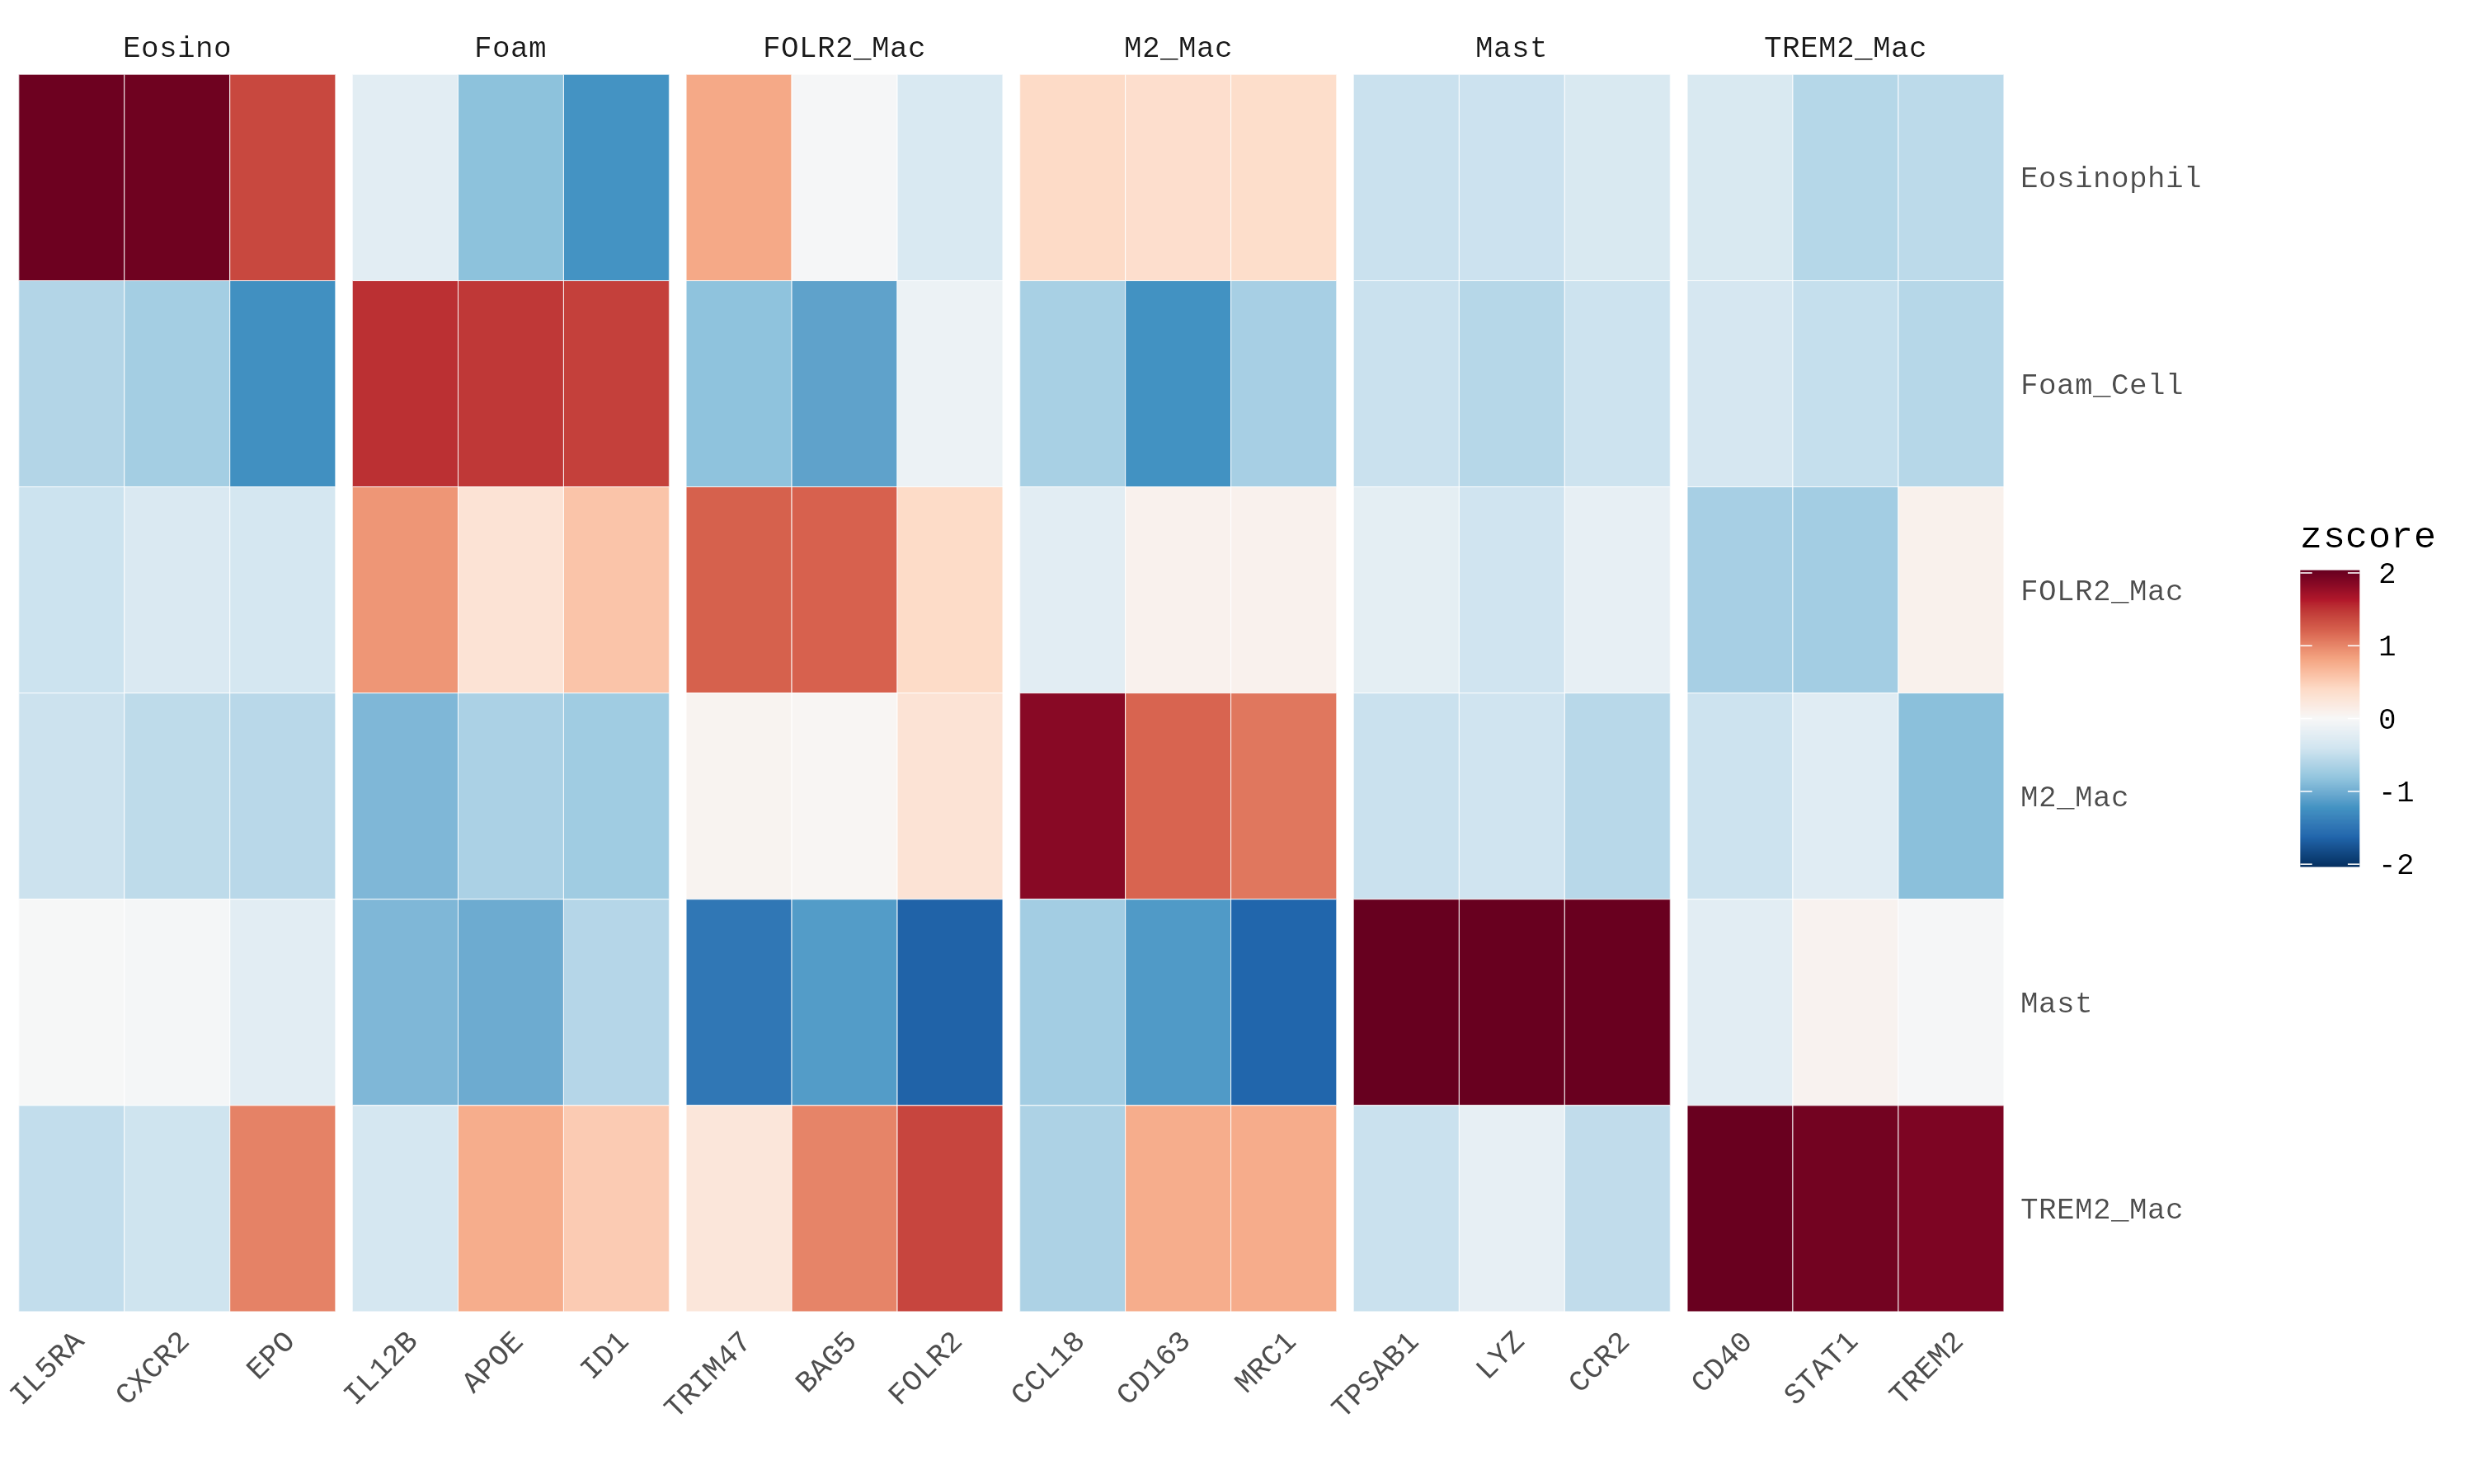 Eosino Foam FOLR2_Mac M2_Mac Mast TREM2_Mac
Eosinophil
Foam_Cell
FOLR2_Mac
M2_Mac
Mast
TREM2_Mac
zscore
2
1
0
-1
-2
IL5RA CXCR2 EPO IL12B APOE ID1 TRIM47 BAG5 FOLR2 CCL18 CD163 MRC1 TPSAB1 LYZ CCR2 CD40 STAT1 TREM2